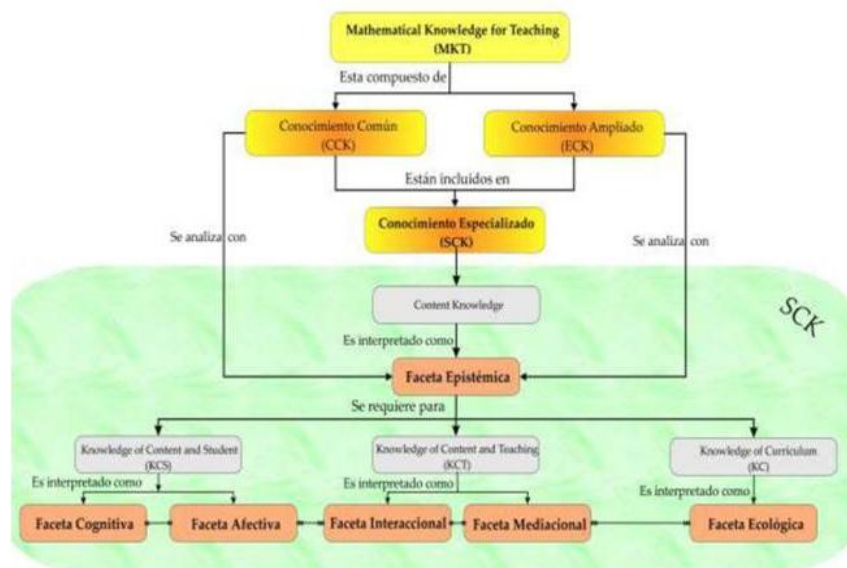 Mathematical Knowledge for Teaching
(MKT)
Esta compuesto de
Conocimiento Común
(CCK)
Conocimiento Ampliado
(ECK)
Están incluidos en
Conocimiento Especializado
(SCK)
Se analiza con
Se analiza con
SCK
Content Knowledge
Es interpretado como
Faceta Epistémica
Se requiere para
Knowledge of Content and Student
(KCS)
Knowledge of Content and Teaching
(KCT)
Knowledge of Curriculum
(KC)
Es interpretado como
Es interpretado como
Es interpretado como
Faceta Cognitiva
Faceta Afectiva
Faceta Interaccional
Faceta Mediacional
Faceta Ecológica